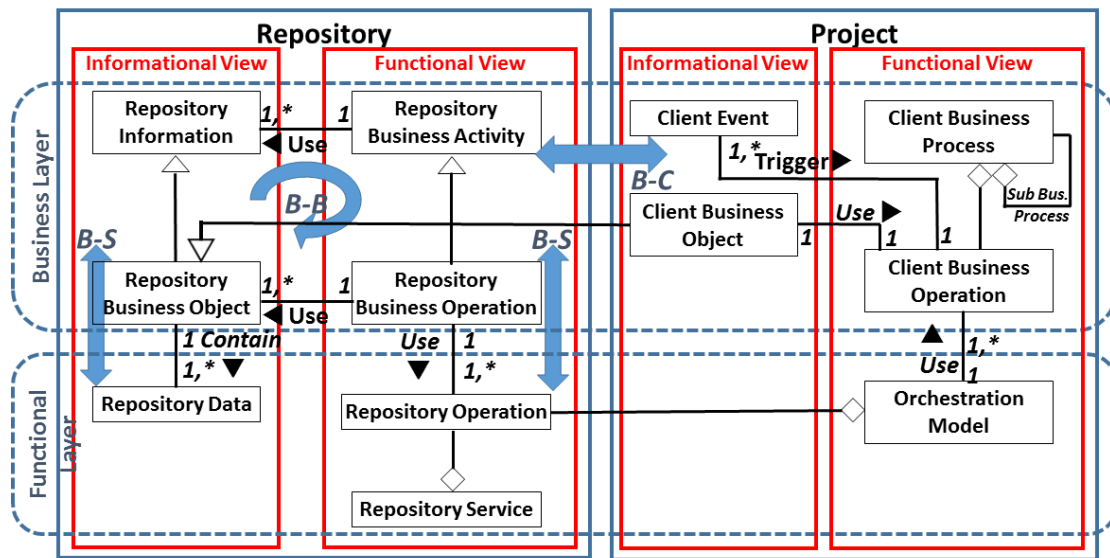 Repository
Project
Informational View
Functional View
Informational View
Functional View
Business Layer
Repository
Information
1,*
1
Use
Repository
Business Activity
Client Event
1,*
Trigger
Client Business
Process
B-C
B-B
Sub Bus.
Process
Client Business
Object
Use
1
1
1
B-S
B-S
Repository
Business Object
1,*
1
Use
Repository
Business Operation
Client Business
Operation
1 Contain
1,*
Use
1
1,*
1,*
Use
1
Functional
Layer
Repository Data
Repository Operation
Orchestration
Model
Repository Service